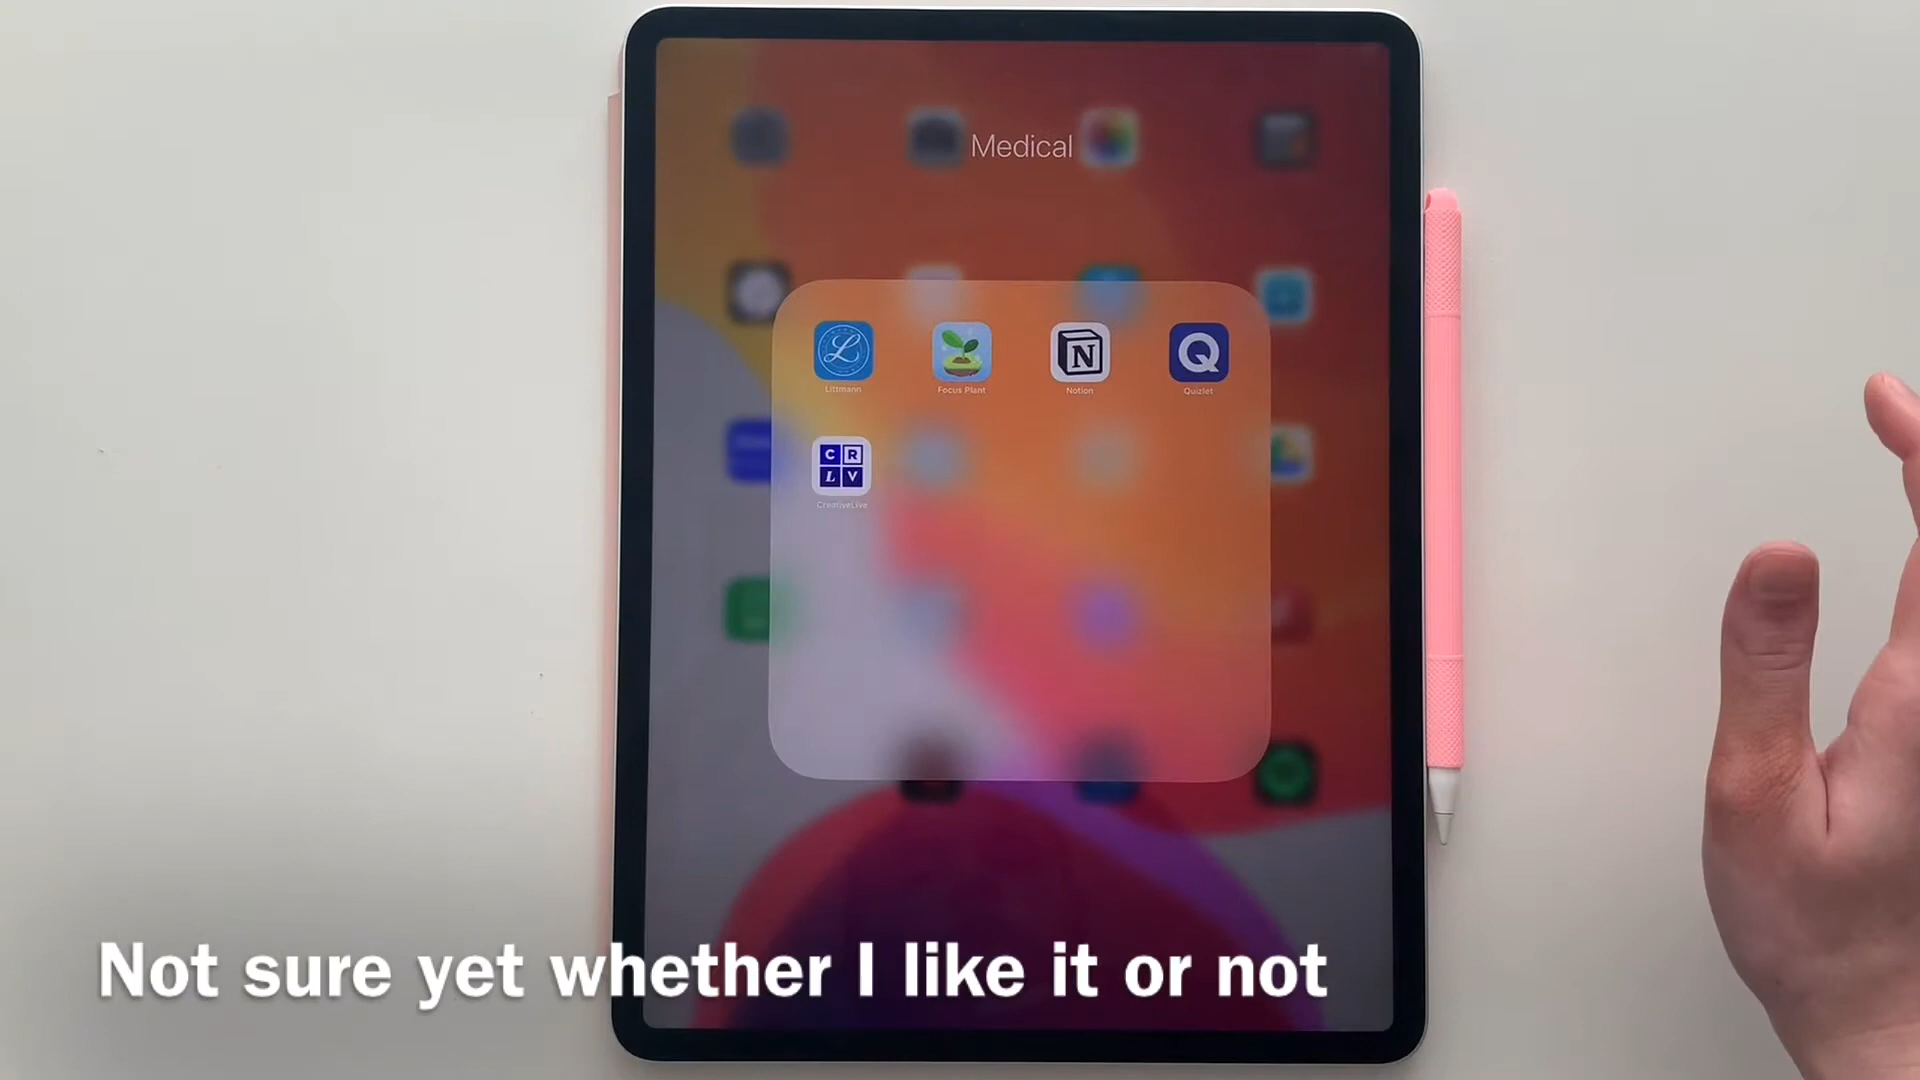 Medical
Littmann
Focus Plant
N
Notion
Q
Quizlet
C R
L V
CreativeLive
Not sure yet whether I like it or not